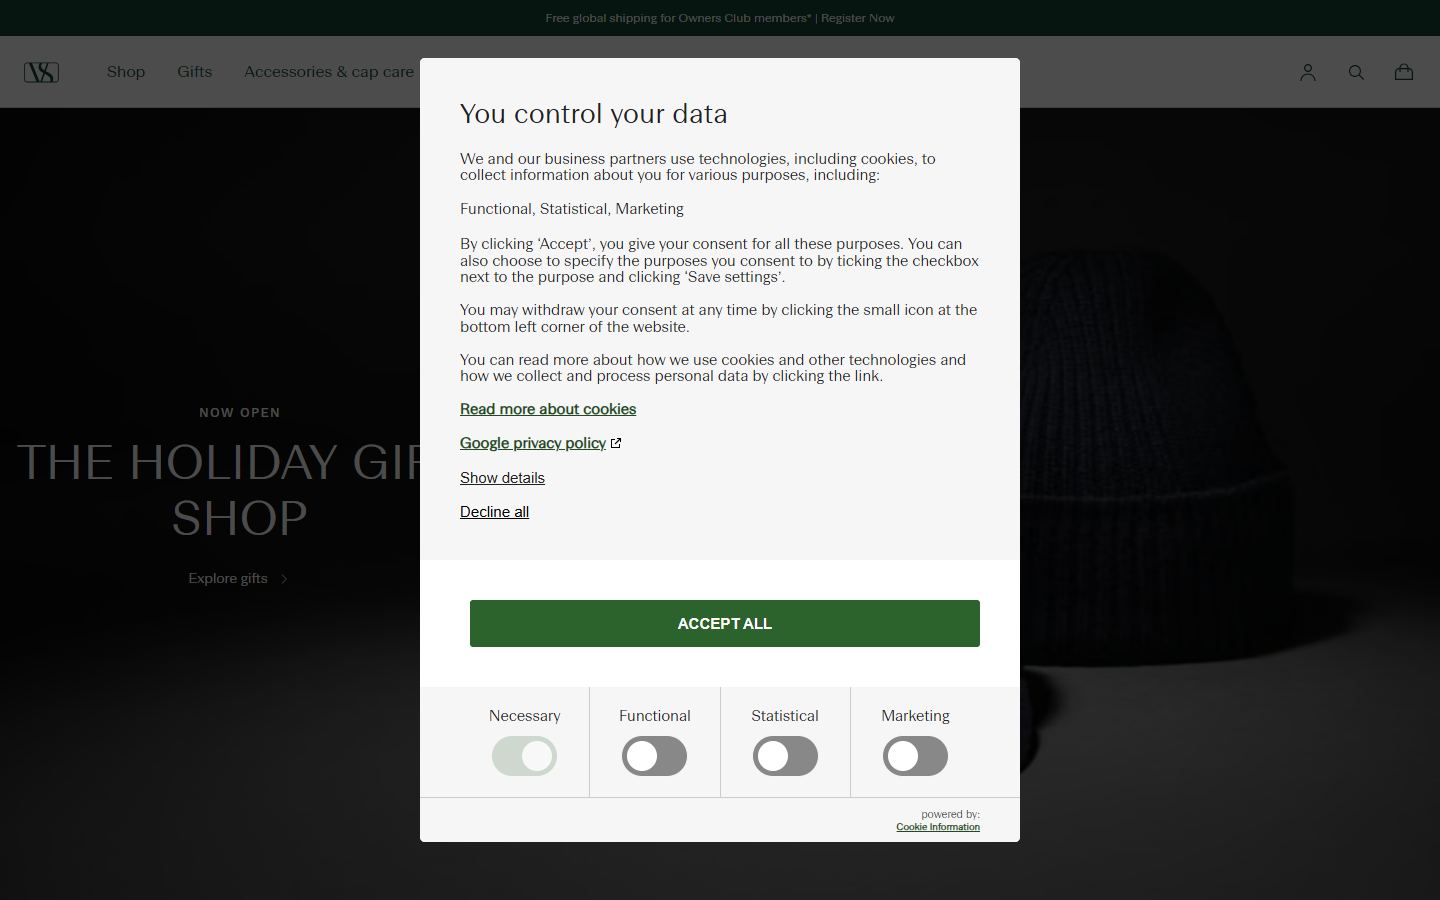 Free global shipping for Owners Club members* | Register Now
VS
Shop
Gifts
Accessories & cap care
You control your data
We and our business partners use technologies, including cookies, to
collect information about you for various purposes, including:
Functional, Statistical, Marketing
By clicking ‘Accept’, you give your consent for all these purposes. You can
also choose to specify the purposes you consent to by ticking the checkbox
next to the purpose and clicking ‘Save settings’.
You may withdraw your consent at any time by clicking the small icon at the
bottom left corner of the website.
You can read more about how we use cookies and other technologies and
how we collect and process personal data by clicking the link.
Read more about cookies
Google privacy policy
Show details
Decline all
NOW OPEN
THE HOLIDAY
SHOP
Explore gifts
ACCEPT ALL
Necessary
Functional
Statistical
Marketing
powered by:
Cookie Information